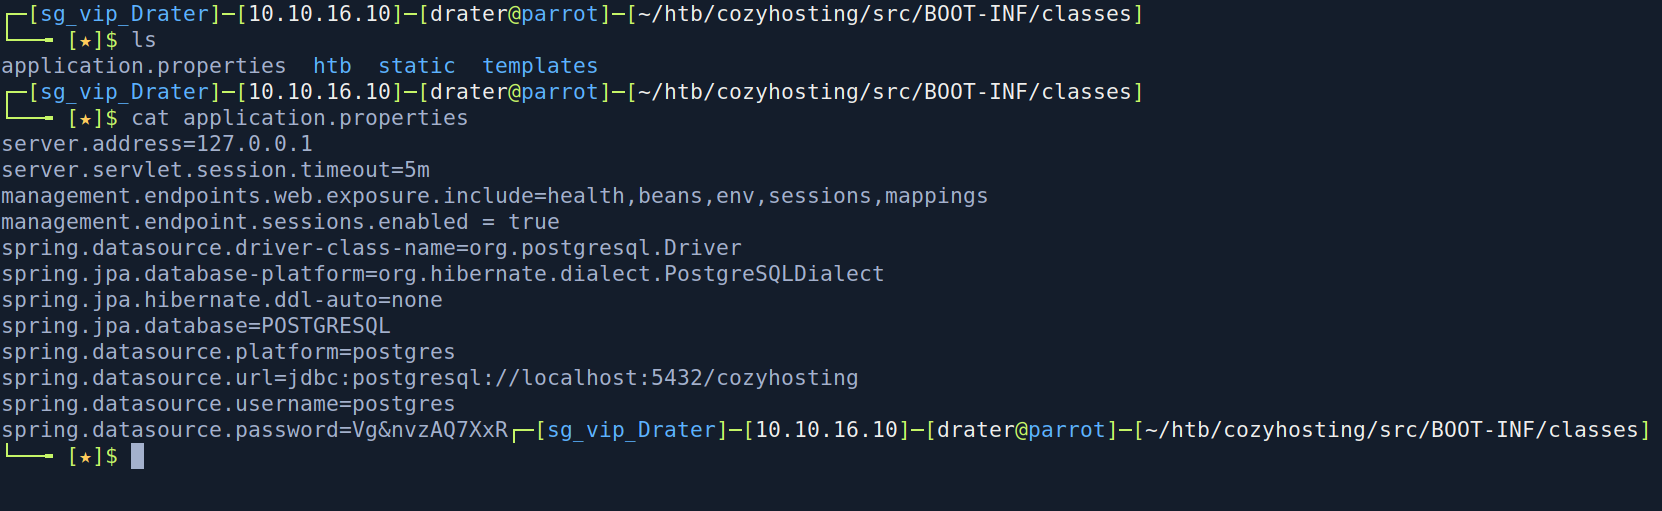 ┌─[sg_vip_Drater]─[10.10.16.10]─[drater@parrot]─[~/htb/cozyhosting/src/BOOT-INF/classes]
└──╼ [★]$ ls
application.properties  htb  static  templates
┌─[sg_vip_Drater]─[10.10.16.10]─[drater@parrot]─[~/htb/cozyhosting/src/BOOT-INF/classes]
└──╼ [★]$ cat application.properties
server.address=127.0.0.1
server.servlet.session.timeout=5m
management.endpoints.web.exposure.include=health,beans,env,sessions,mappings
management.endpoint.sessions.enabled = true
spring.datasource.driver-class-name=org.postgresql.Driver
spring.jpa.database-platform=org.hibernate.dialect.PostgreSQLDialect
spring.jpa.hibernate.ddl-auto=none
spring.jpa.database=POSTGRESQL
spring.datasource.platform=postgres
spring.datasource.url=jdbc:postgresql://localhost:5432/cozyhosting
spring.datasource.username=postgres
spring.datasource.password=Vg&nvzAQ7XxR┌─[sg_vip_Drater]─[10.10.16.10]─[drater@parrot]─[~/htb/cozyhosting/src/BOOT-INF/classes]
└──╼ [★]$